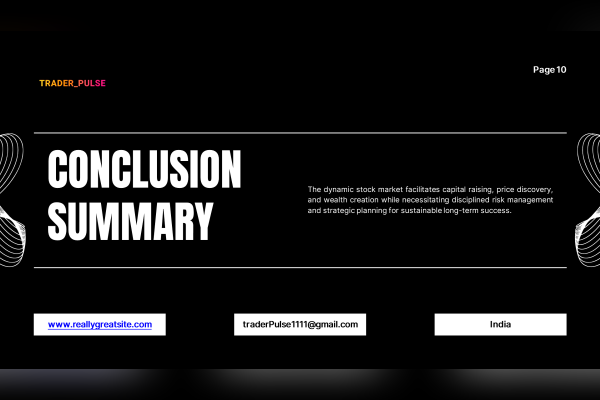 Page 10
TRADER_PULSE
CONCLUSION
SUMMARY
The dynamic stock market facilitates capital raising, price discovery,
and wealth creation while necessitating disciplined risk management
and strategic planning for sustainable long-term success.
www.reallygreatsite.com
traderPulse1111@gmail.com
India